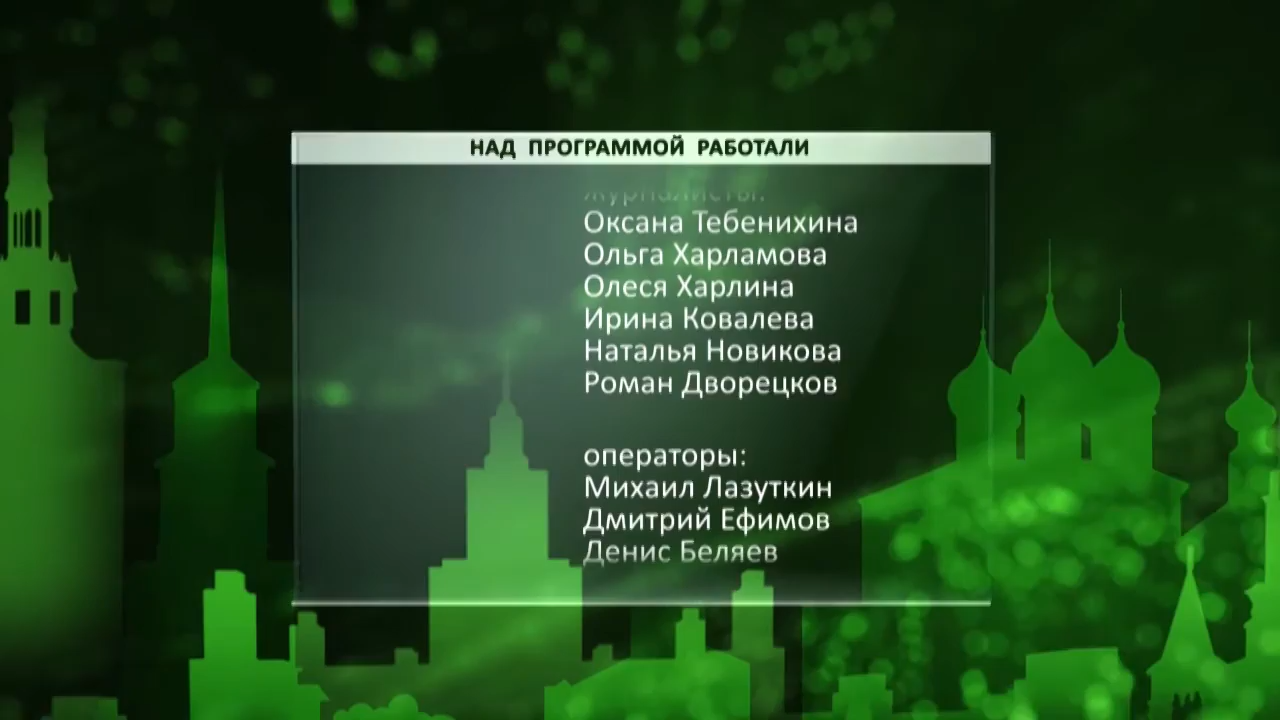 НАД ПРОГРАММОЙ РАБОТАЛИ
журналисты:
Оксана Тебенихина
Ольга Харламова
Олеся Харлина
Ирина Ковалева
Наталья Новикова
Роман Дворецков
операторы:
Михаил Лазуткин
Дмитрий Ефимов
Денис Беляев